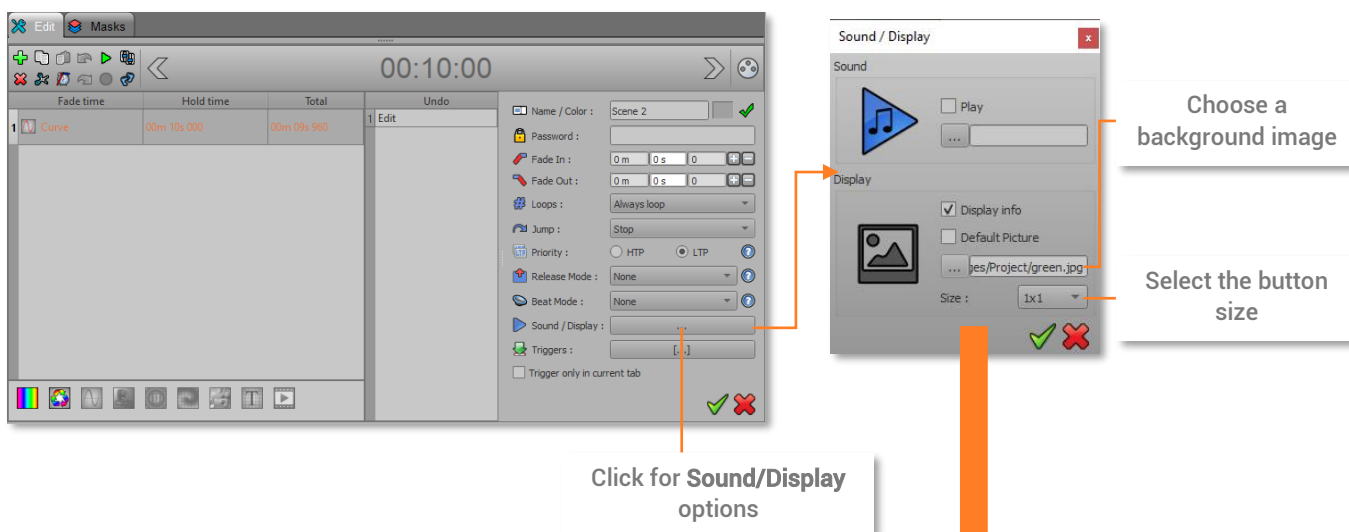 Edit
Masks
00:10:00
Fade time Hold time Total
1 Curve 00m 10s 000 00m 09s 960
Undo
1 Edit
Name / Color : Scene 2
Password :
Fade In : 0 m 0 s 0
Fade Out : 0 m 0 s 0
Loops : Always loop
Jump : Stop
Priority : HTP LTP
Release Mode : None
Beat Mode : None
Sound / Display : ...
Triggers : [...]
Trigger only in current tab
Click for Sound/Display
options
Sound / Display
x
Sound
Play
...
Display
Display info
Default Picture
... ges/Project/green.jpg
Size : 1x1
Choose a
background image
Select the button
size